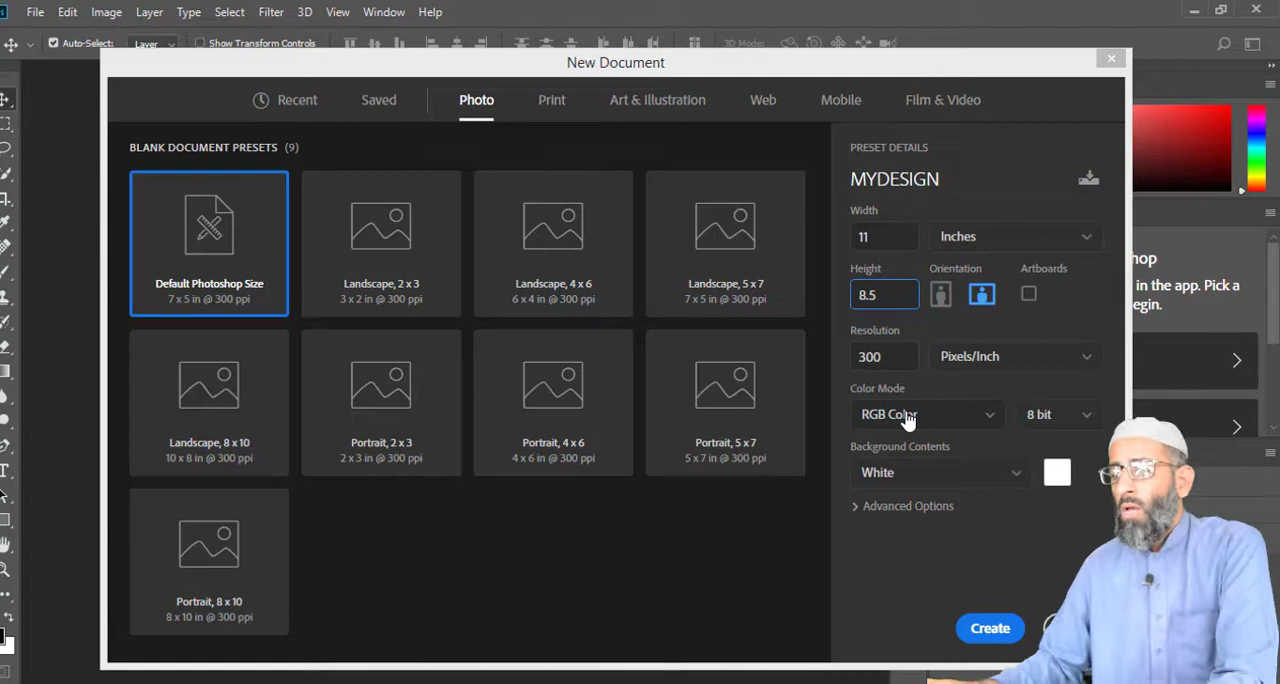 Ps File Edit Image Layer Type Select Filter 3D View Window Help
Auto-Select: Layer Show Transform Controls 3D Mode:
New Document
Recent Saved Photo Print Art & Illustration Web Mobile Film & Video
BLANK DOCUMENT PRESETS (9)
Default Photoshop Size
7 x 5 in @ 300 ppi
Landscape, 2 x 3
3 x 2 in @ 300 ppi
Landscape, 4 x 6
6 x 4 in @ 300 ppi
Landscape, 5 x 7
7 x 5 in @ 300 ppi
Landscape, 8 x 10
10 x 8 in @ 300 ppi
Portrait, 2 x 3
2 x 3 in @ 300 ppi
Portrait, 4 x 6
4 x 6 in @ 300 ppi
Portrait, 5 x 7
5 x 7 in @ 300 ppi
Portrait, 8 x 10
8 x 10 in @ 300 ppi
PRESET DETAILS
MYDESIGN
Width
11 Inches
Height Orientation Artboards
8.5
Resolution
300 Pixels/Inch
Color Mode
RGB Color 8 bit
Background Contents
White
Advanced Options
Create
shop
in the app. Pick a
egin.